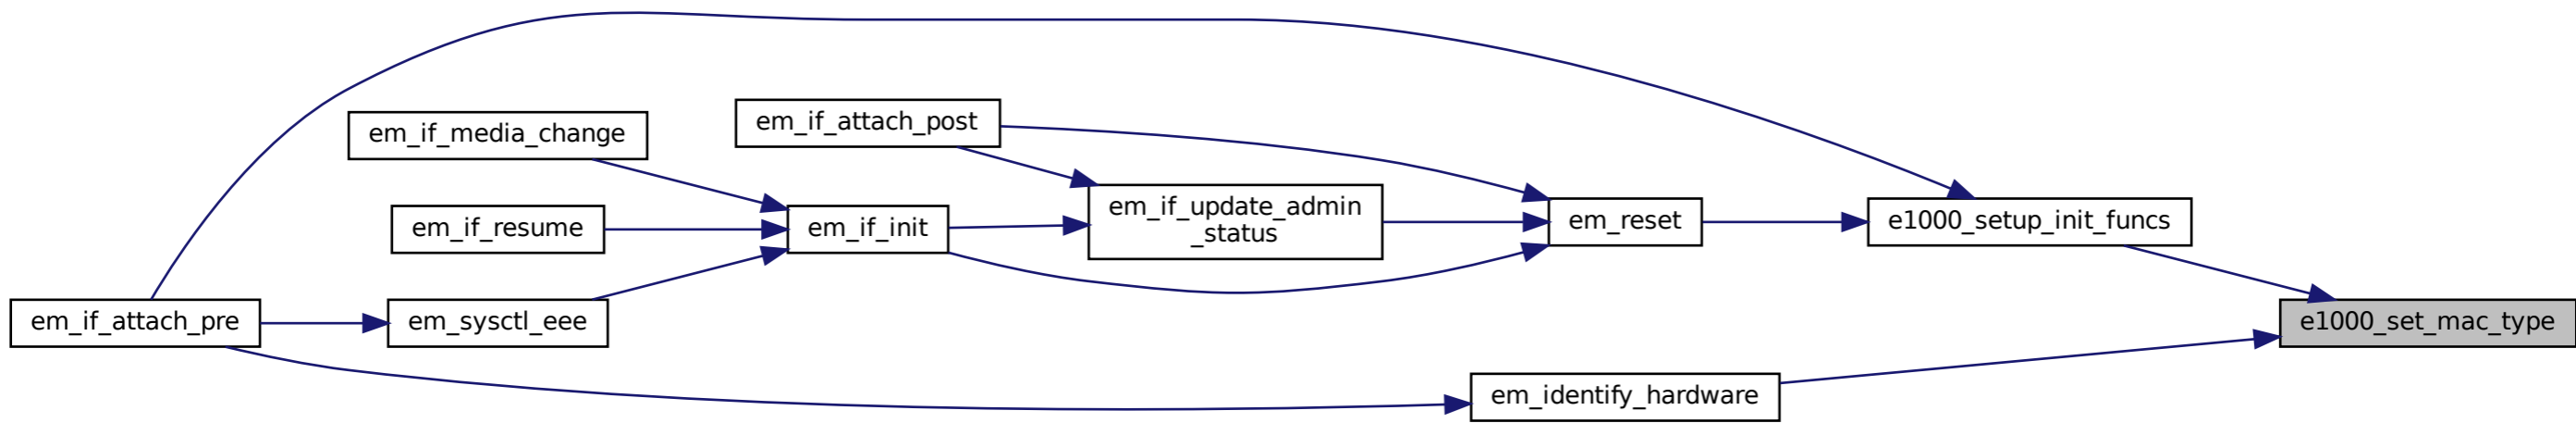 em_if_media_change
em_if_attach_post
em_if_resume
em_if_init
em_if_update_admin
_status
em_reset
e1000_setup_init_funcs
em_if_attach_pre
em_sysctl_eee
e1000_set_mac_type
em_identify_hardware